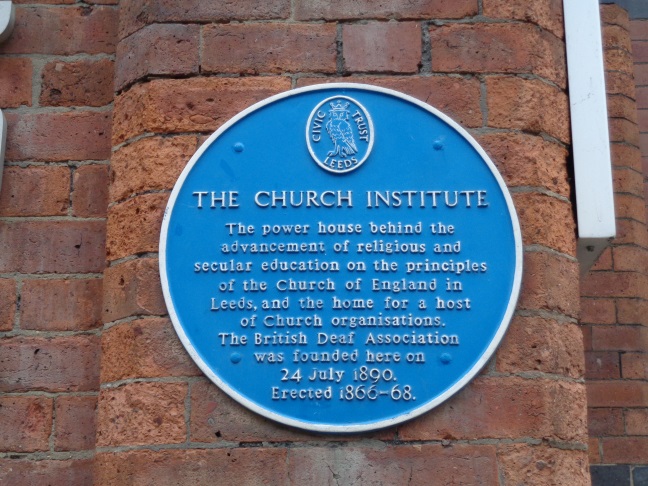 CIVIC TRUST
LEEDS
THE CHURCH INSTITUTE
The power house behind the
advancement of religious and
secular education on the principles
of the Church of England in
Leeds, and the home for a host
of Church organisations.
The British Deaf Association
was founded here on
24 July 1890.
Erected 1866-68.